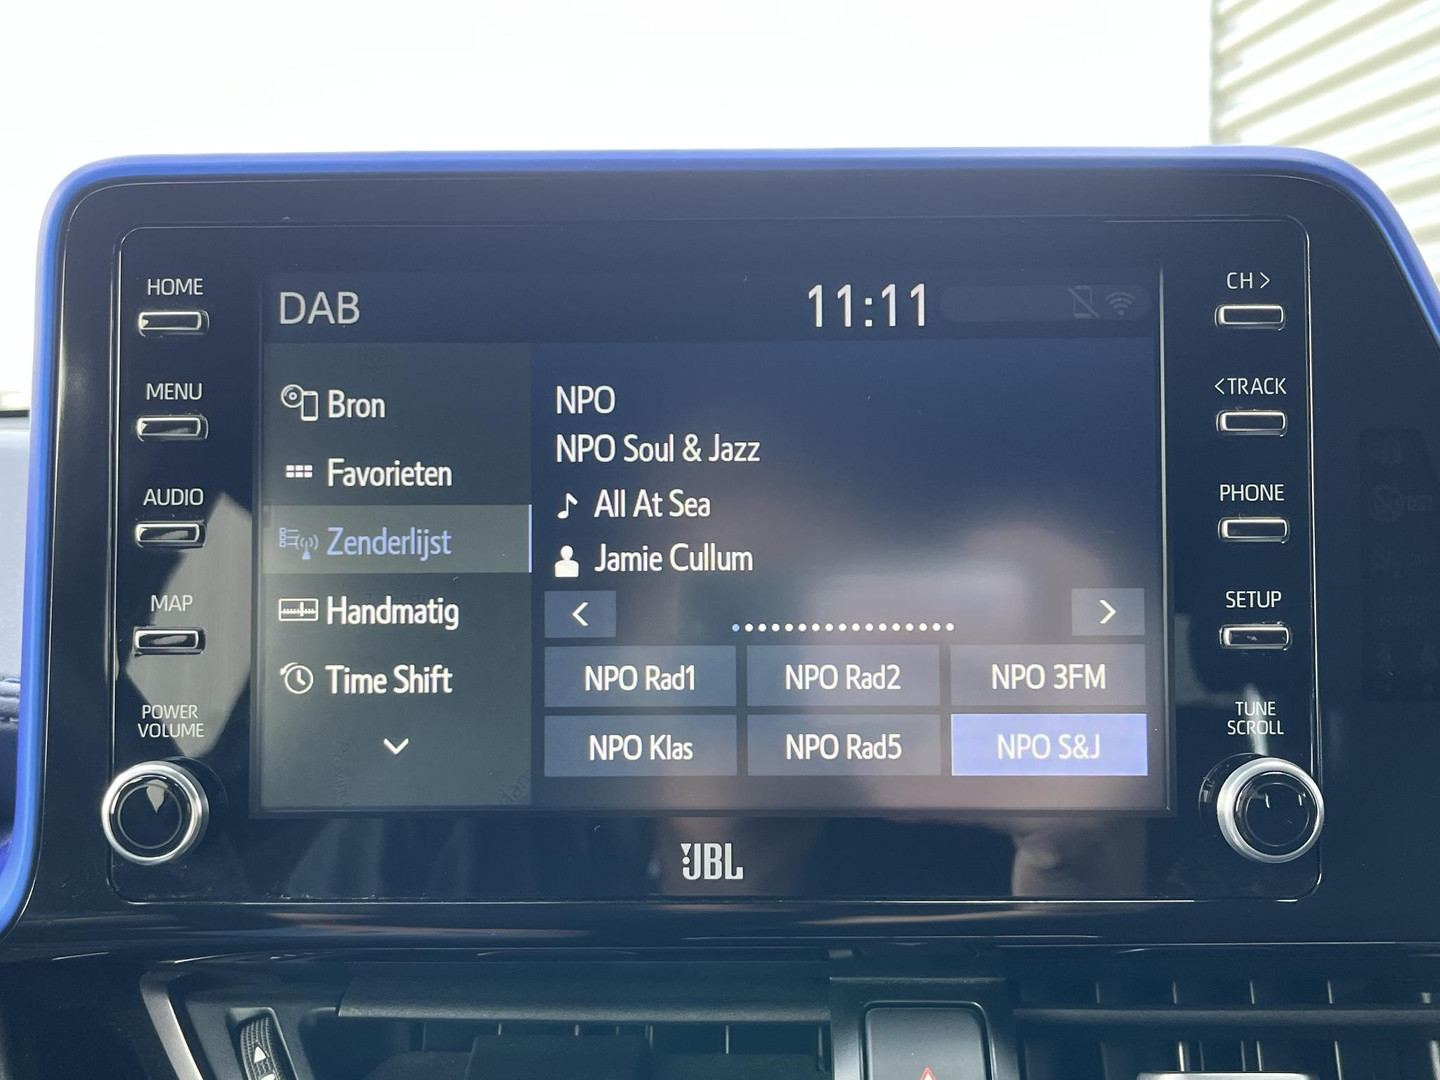 HOME
MENU
AUDIO
MAP
POWER
VOLUME
DAB
11:11
Bron
Favorieten
Zenderlijst
Handmatig
Time Shift
NPO
NPO Soul & Jazz
All At Sea
Jamie Cullum
<
>
NPO Rad1
NPO Rad2
NPO 3FM
NPO Klas
NPO Rad5
NPO S&J
CH >
<TRACK
PHONE
SETUP
TUNE
SCROLL
JBL